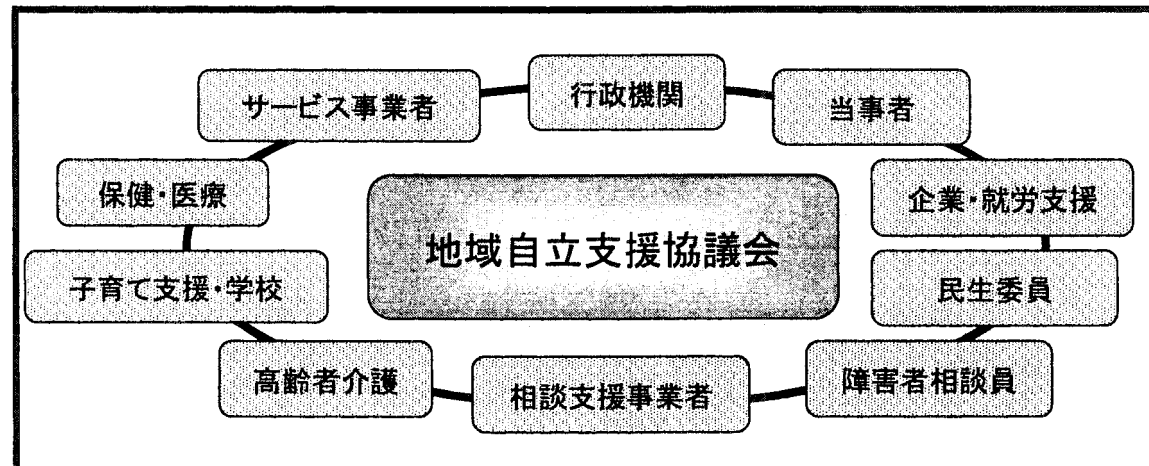 行政機関
サービス事業者
当事者
保健・医療
企業・就労支援
地域自立支援協議会
子育て支援・学校
民生委員
高齢者介護
相談支援事業者
障害者相談員